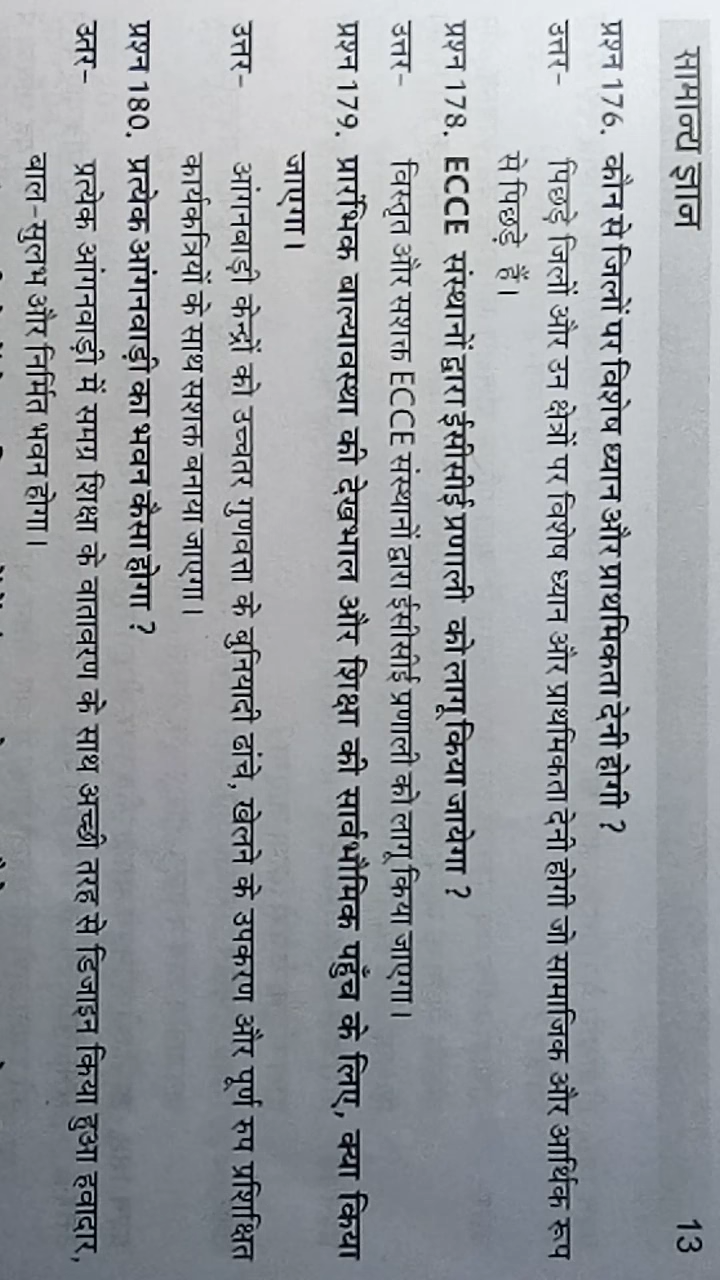 सामान्य ज्ञान 13
प्रश्न 176. कौन से जिलों पर विशेष ध्यान और प्राथमिकता देनी होगी ?
उत्तर- पिछड़े जिलों और उन क्षेत्रों पर विशेष ध्यान और प्राथमिकता देनी होगी जो सामाजिक और आर्थिक रूप
से पिछड़े हैं।
प्रश्न 178. ECCE संस्थानों द्वारा ईसीसीई प्रणाली को लागू किया जायेगा ?
उत्तर- विस्तृत और सशक्त ECCE संस्थानों द्वारा ईसीसीई प्रणाली को लागू किया जाएगा।
प्रश्न 179. प्रारंभिक बाल्यावस्था की देखभाल और शिक्षा की सार्वभौमिक पहुँच के लिए, क्या किया
जाएगा।
उत्तर- आंगनबाड़ी केन्द्रों को उच्चतर गुणवत्ता के बुनियादी ढांचे, खेलने के उपकरण और पूर्ण रुप प्रशिक्षित
कार्यकत्रियों के साथ सशक्त बनाया जाएगा।
प्रश्न 180. प्रत्येक आंगनवाड़ी का भवन कैसा होगा ?
उत्तर- प्रत्येक आंगनवाड़ी में समग्र शिक्षा के वातावरण के साथ अच्छी तरह से डिजाइन किया हुआ हवादार,
बाल-सुलभ और निर्मित भवन होगा।